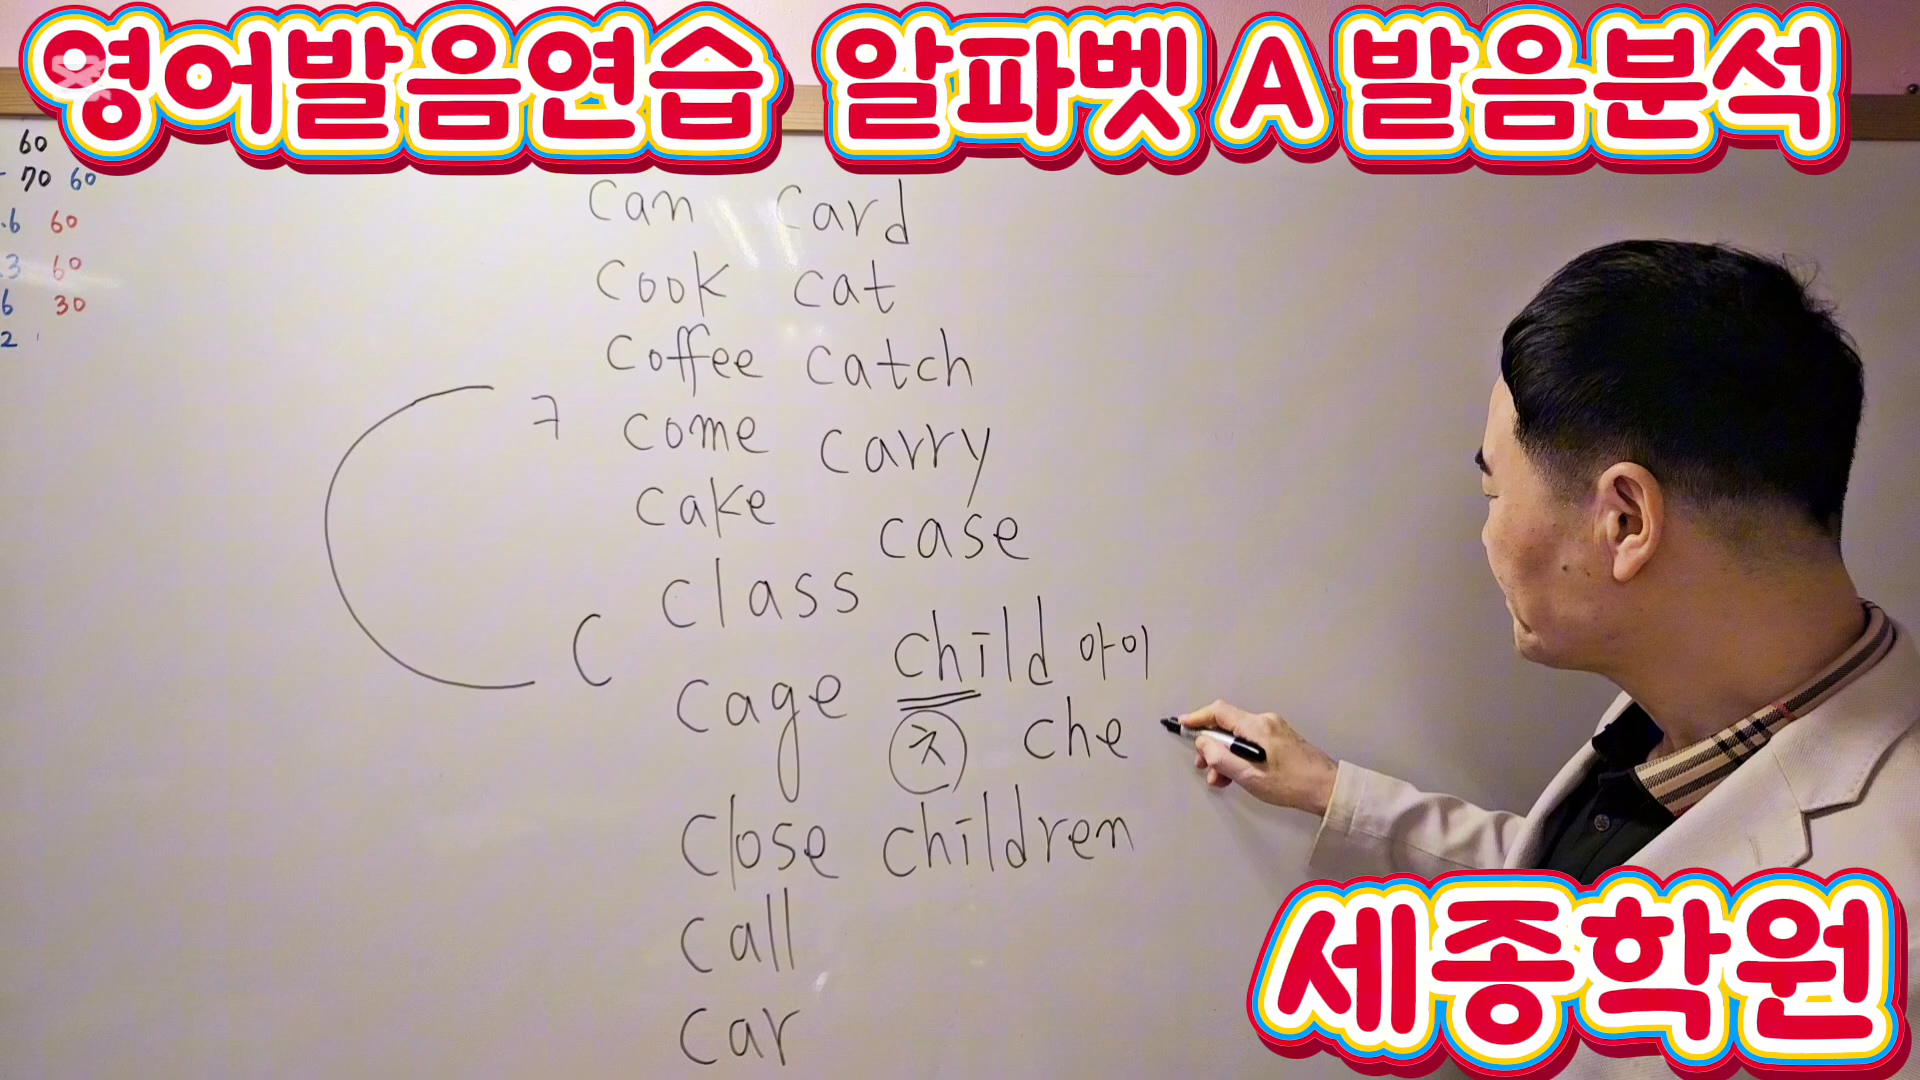 영어발음연습 알파벳 A 발음분석
60
70 60
.6 60
.3 60
6 30
2
can card
cook cat
coffee catch
ㅋ come carry
cake case
C class
cage child 아이
ㅊ che
close children
call
car
세종학원